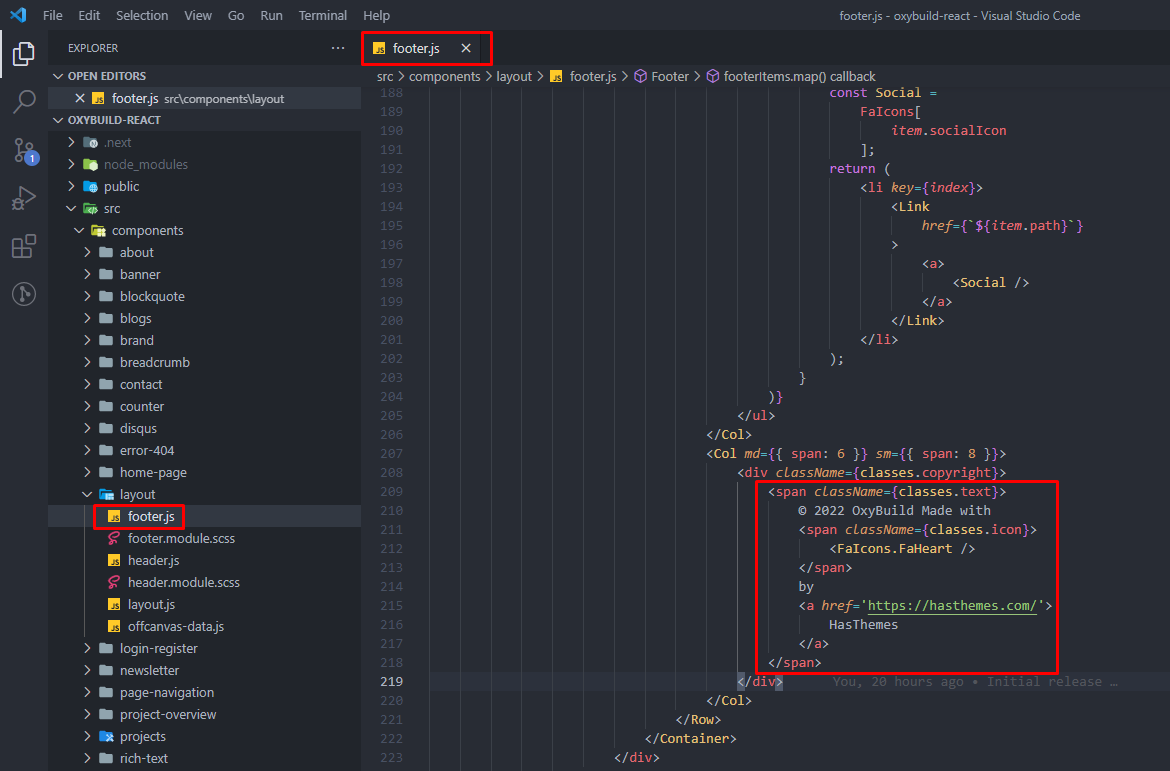 File Edit Selection View Go Run Terminal Help
footer.js - oxybuild-react - Visual Studio Code
EXPLORER
OPEN EDITORS
footer.js src\components\layout
OXYBUILD-REACT
.next
node_modules
public
src
components
about
banner
blockquote
blogs
brand
breadcrumb
contact
counter
disqus
error-404
home-page
layout
footer.js
footer.module.scss
header.js
header.module.scss
layout.js
offcanvas-data.js
login-register
newsletter
page-navigation
project-overview
projects
rich-text
1
footer.js
src > components > layout > footer.js > Footer > footerItems.map() callback
188 const Social =
189 FaIcons[
190 item.socialIcon
191 ];
192 return (
193 <li key={index}>
194 <Link
195 href={`${item.path}`}
196 >
197 <a>
198 <Social />
199 </a>
200 </Link>
201 </li>
202 );
203 }
204 )}
205 </ul>
206 </Col>
207 <Col md={{ span: 6 }} sm={{ span: 8 }}>
208 <div className={classes.copyright}>
209 <span className={classes.text}>
210 © 2022 OxyBuild Made with
211 <span className={classes.icon}>
212 <FaIcons.FaHeart />
213 </span>
214 by
215 <a href='https://hasthemes.com/'>
216 HasThemes
217 </a>
218 </span>
219 </div> You, 20 hours ago • Initial release …
220 </Col>
221 </Row>
222 </Container>
223 </div>